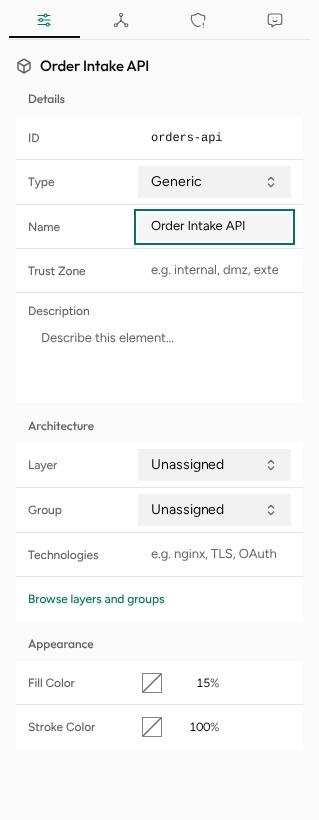 Order Intake API
Details
ID orders-api
Type Generic
Name Order Intake API
Trust Zone e.g. internal, dmz, exte
Description
Describe this element...
Architecture
Layer Unassigned
Group Unassigned
Technologies e.g. nginx, TLS, OAuth
Browse layers and groups
Appearance
Fill Color 15%
Stroke Color 100%